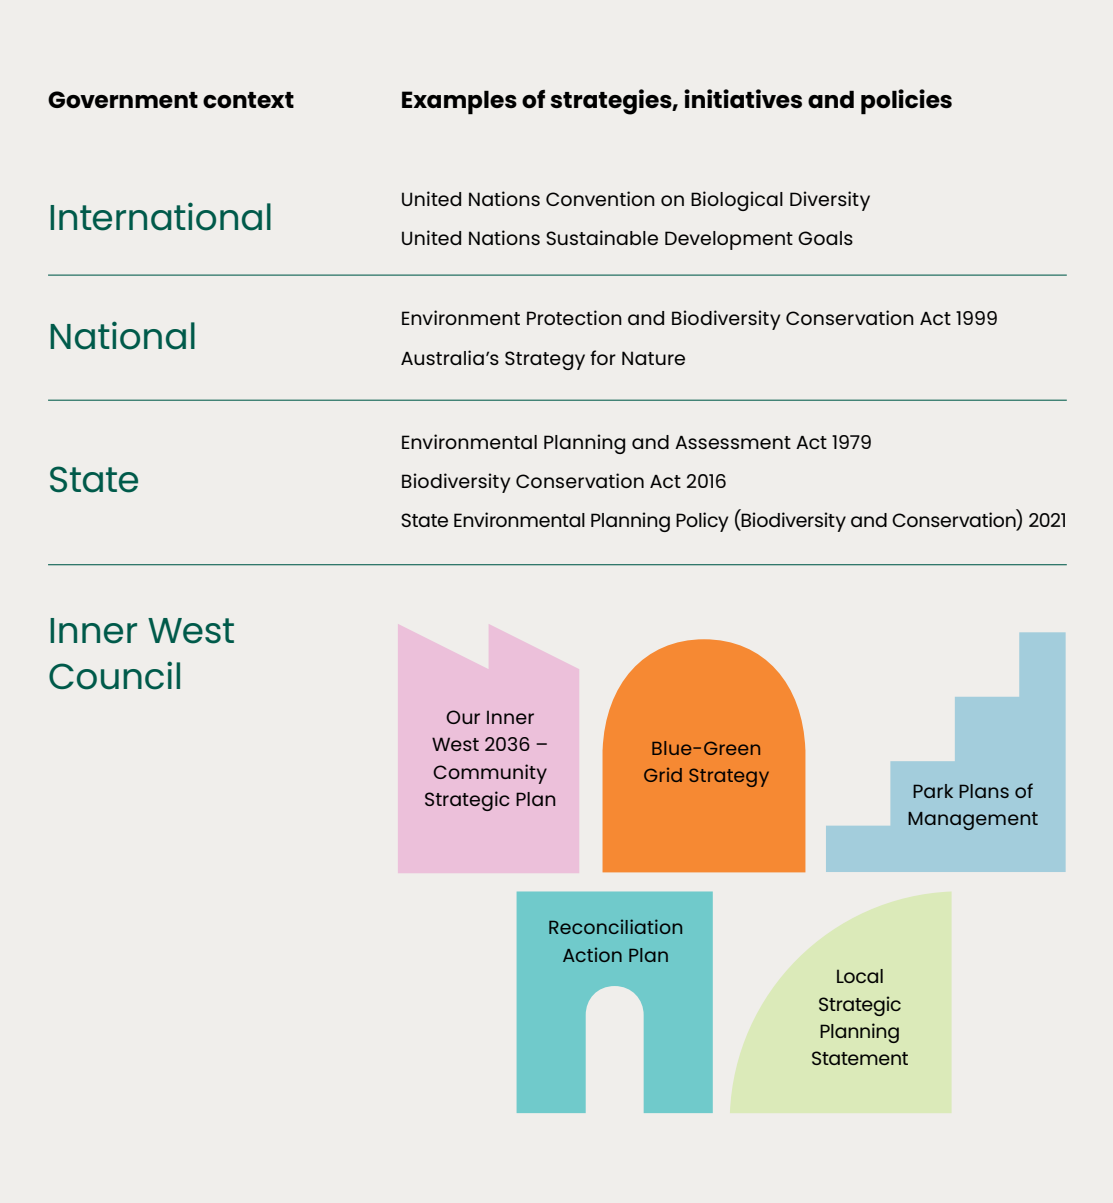 Government context
Examples of strategies, initiatives and policies
International
United Nations Convention on Biological Diversity
United Nations Sustainable Development Goals
National
Environment Protection and Biodiversity Conservation Act 1999
Australia’s Strategy for Nature
State
Environmental Planning and Assessment Act 1979
Biodiversity Conservation Act 2016
State Environmental Planning Policy (Biodiversity and Conservation) 2021
Inner West
Council
Our Inner
West 2036 –
Community
Strategic Plan
Blue-Green
Grid Strategy
Park Plans of
Management
Reconciliation
Action Plan
Local
Strategic
Planning
Statement